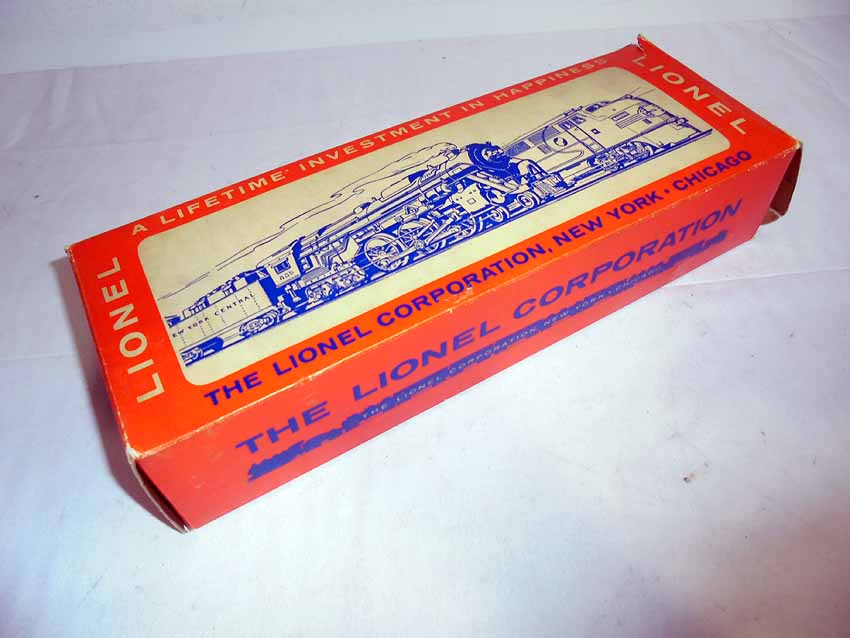 A LIFETIME INVESTMENT IN HAPPINESS
LIONEL
LIONEL
NEW YORK CENTRAL
THE LIONEL CORPORATION, NEW YORK • CHICAGO
THE LIONEL CORPORATION
THE LIONEL CORPORATION, NEW YORK • CHICAGO